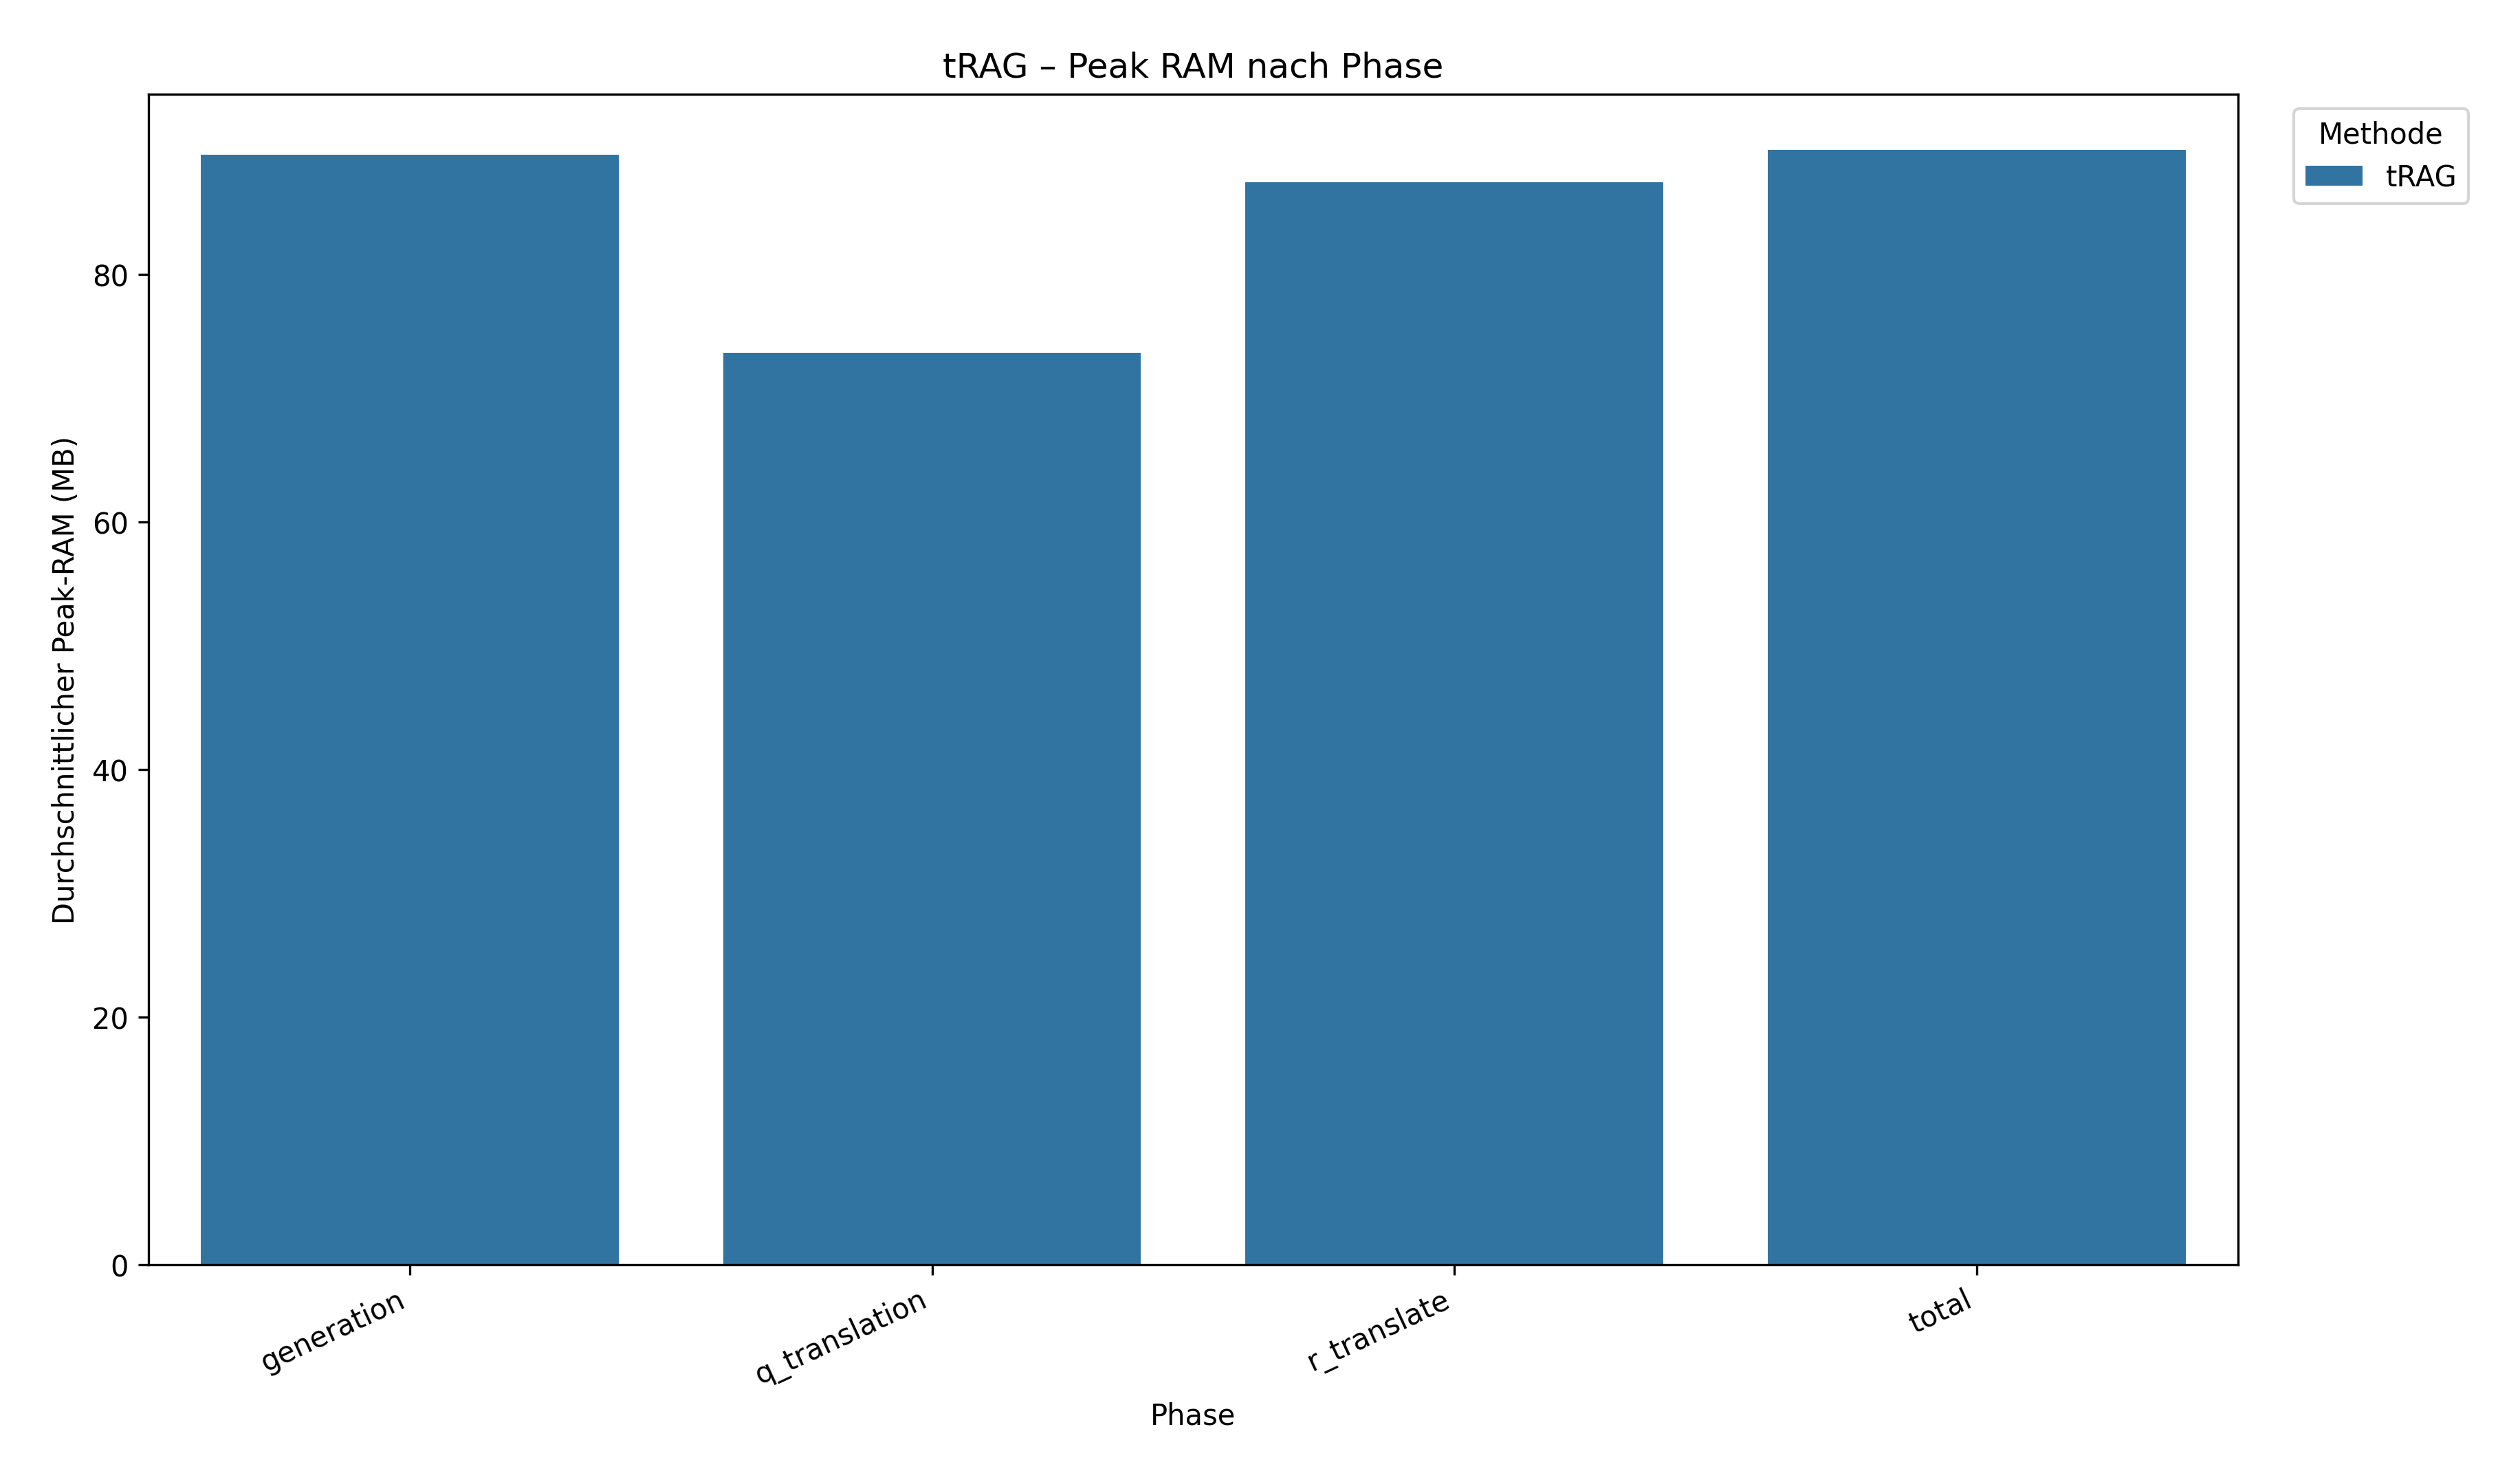 tRAG – Peak RAM nach Phase
Methode
tRAG
Durchschnittlicher Peak-RAM (MB)
80
60
40
20
0
generation
q_translation
r_translate
total
Phase